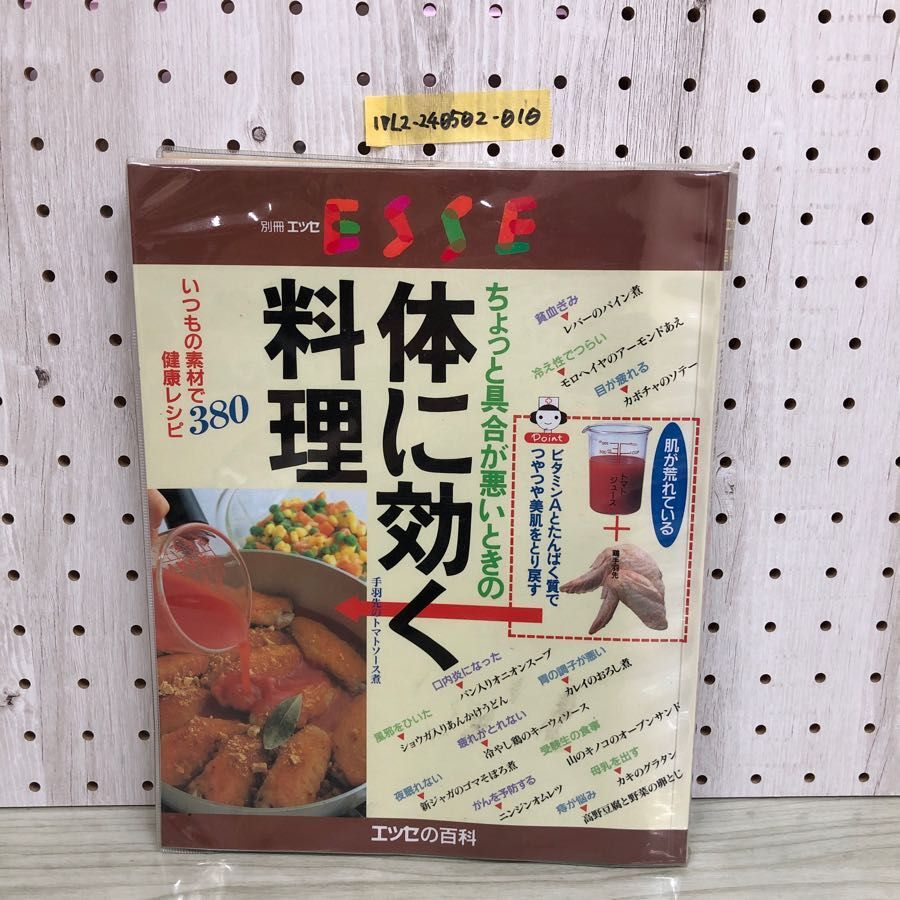 1VL2-240502-010
別冊エッセ
ESSE
ちょっと具合が悪いときの
体に効く
料理
いつもの素材で
380
健康レシピ
貧血ぎみ
レバーのパイン煮
冷え性でつらい
モロヘイヤのアーモンドあえ
目が疲れる
カボチャのソテー
肌が荒れている
トマト
ジュース
+
鶏手羽先
Point
ビタミンAとたんぱく質で
つやつや美肌をとり戻す
手羽先のトマトソース煮
口内炎になった
パン入りオニオンスープ
胃の調子が悪い
カレイのおろし煮
風邪をひいた
ショウガ入りあんかけうどん
疲れがとれない
冷やし鶏のキーウィソース
受験生の食事
山のキノコのオープンサンド
夜眠れない
新ジャガのゴマそぼろ煮
がんを予防する
ニンジンオムレツ
母乳を出す
カキのグラタン
痔が悩み
高野豆腐と野菜の卵とじ
エッセの百科